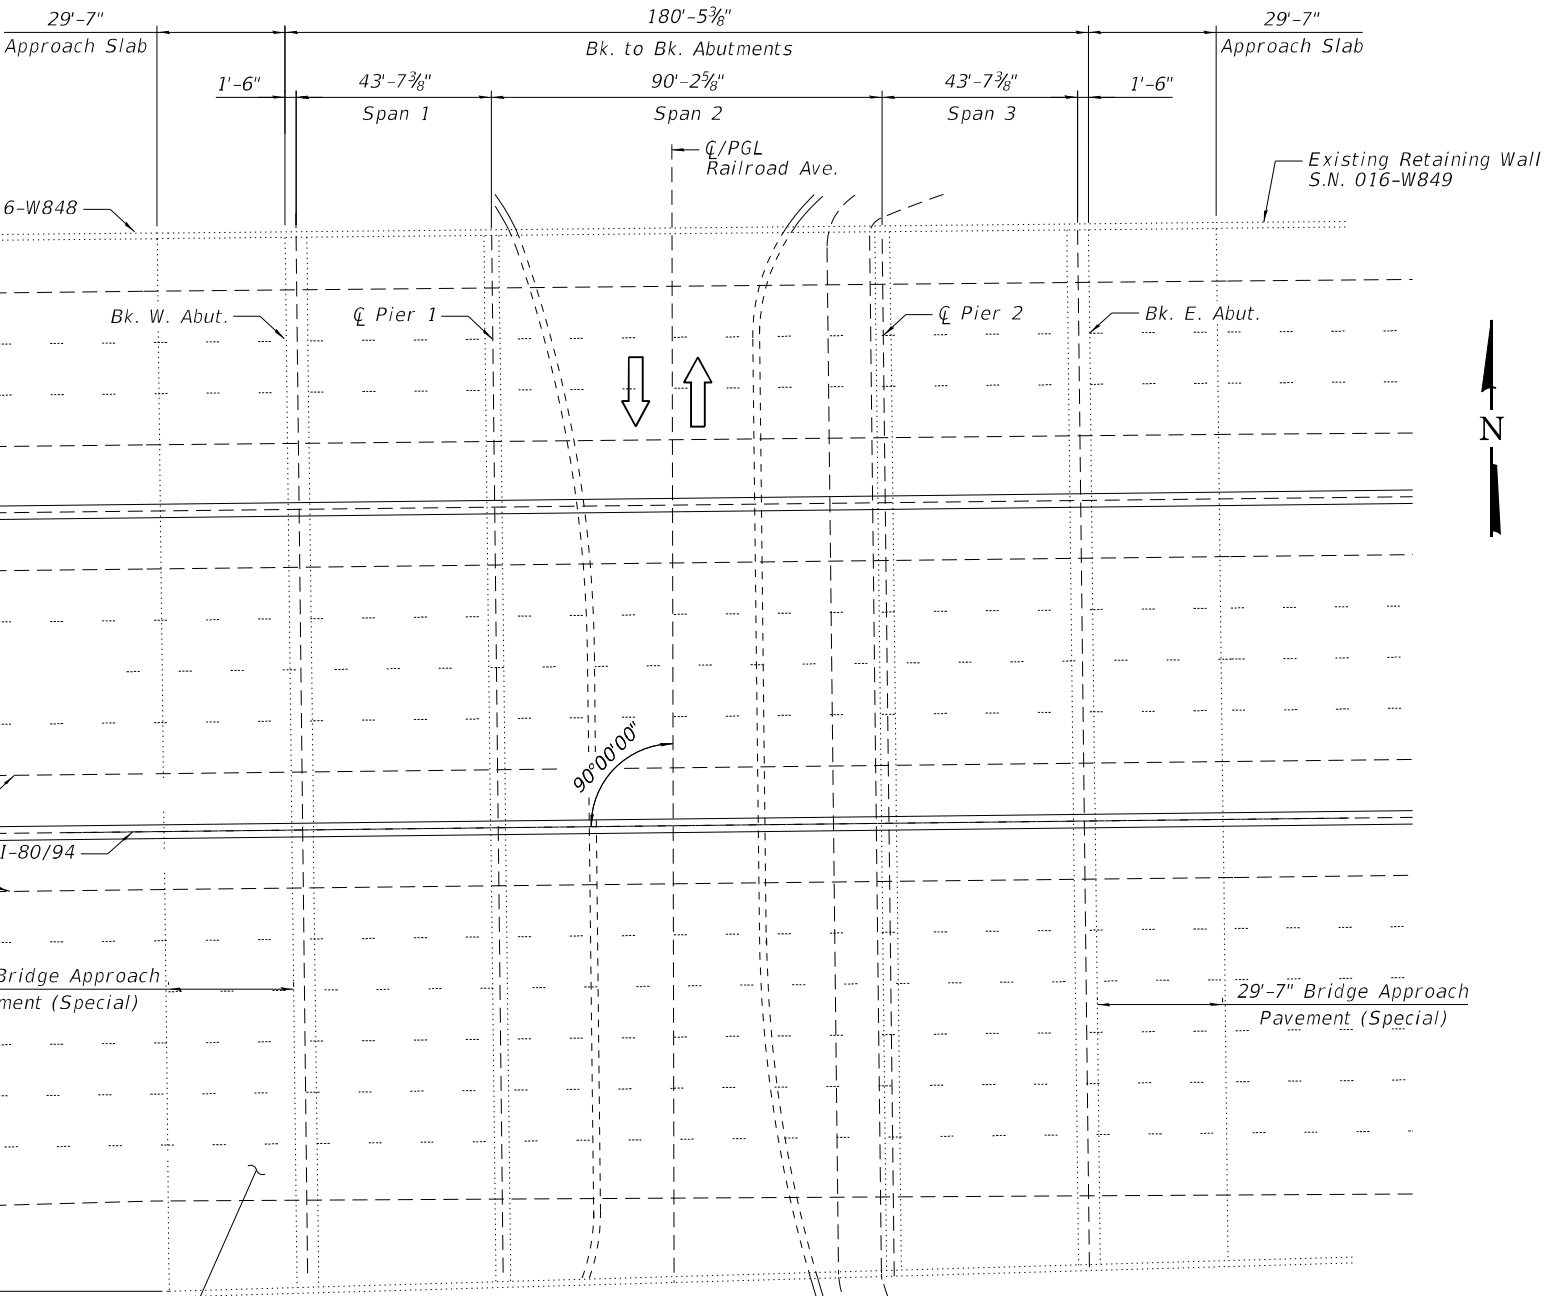 29'-7"
Approach Slab
180'-5⅜"
Bk. to Bk. Abutments
29'-7"
Approach Slab
1'-6"
43'-7⅜"
Span 1
90'-2⅝"
Span 2
43'-7⅜"
Span 3
1'-6"
℄/PGL
Railroad Ave.
Existing Retaining Wall
S.N. 016-W849
6-W848
Bk. W. Abut.
℄ Pier 1
℄ Pier 2
Bk. E. Abut.
N
90°00'00"
I-80/94
Bridge Approach
ment (Special)
29'-7" Bridge Approach
Pavement (Special)